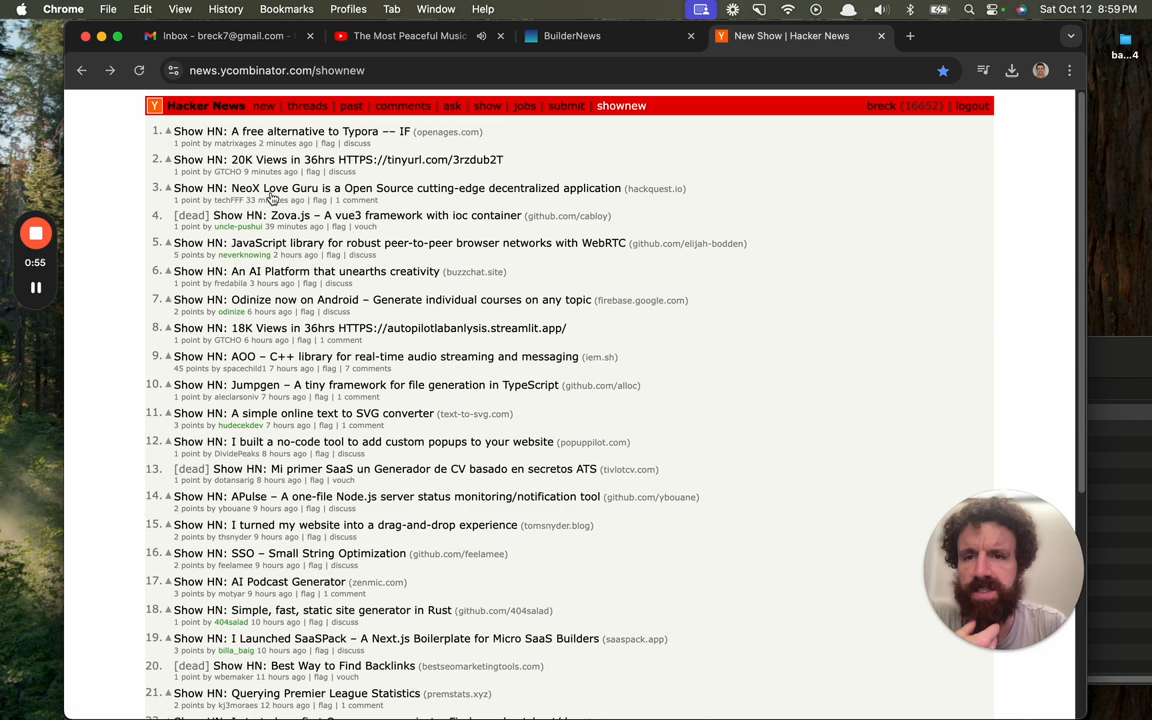 Chrome File Edit View History Bookmarks Profiles Tab Window Help Sat Oct 12 8:59 PM
Inbox - breck7@gmail.com - The Most Peaceful Music BuilderNews New Show | Hacker News
news.ycombinator.com/shownew
ba...4
Y Hacker News new | threads | past | comments | ask | show | jobs | submit | shownew breck (16652) | logout
1. Show HN: A free alternative to Typora –– IF (openages.com)
1 point by matrixages 2 minutes ago | flag | discuss
2. Show HN: 20K Views in 36hrs HTTPS://tinyurl.com/3rzdub2T
1 point by GTCHO 9 minutes ago | flag | discuss
3. Show HN: NeoX Love Guru is a Open Source cutting-edge decentralized application (hackquest.io)
1 point by techFFF 33 minutes ago | flag | 1 comment
4. [dead] Show HN: Zova.js – A vue3 framework with ioc container (github.com/cabloy)
1 point by uncle-pushui 39 minutes ago | flag | vouch
5. Show HN: JavaScript library for robust peer-to-peer browser networks with WebRTC (github.com/elijah-bodden)
5 points by neverknowing 2 hours ago | flag | discuss
6. Show HN: An AI Platform that unearths creativity (buzzchat.site)
1 point by fredabila 3 hours ago | flag | discuss
7. Show HN: Odinize now on Android – Generate individual courses on any topic (firebase.google.com)
2 points by odinize 6 hours ago | flag | discuss
8. Show HN: 18K Views in 36hrs HTTPS://autopilotlabanlysis.streamlit.app/
1 point by GTCHO 6 hours ago | flag | 1 comment
9. Show HN: AOO – C++ library for real-time audio streaming and messaging (iem.sh)
45 points by spacechild1 7 hours ago | flag | 7 comments
10. Show HN: Jumpgen – A tiny framework for file generation in TypeScript (github.com/alloc)
1 point by aleclarsoniv 7 hours ago | flag | 1 comment
11. Show HN: A simple online text to SVG converter (text-to-svg.com)
3 points by hudecekdev 7 hours ago | flag | 1 comment
12. Show HN: I built a no-code tool to add custom popups to your website (popuppilot.com)
1 point by DividePeaks 8 hours ago | flag | discuss
13. [dead] Show HN: Mi primer SaaS un Generador de CV basado en secretos ATS (tivlotcv.com)
1 point by dotansarig 8 hours ago | flag | vouch
14. Show HN: APulse – A one-file Node.js server status monitoring/notification tool (github.com/ybouane)
2 points by ybouane 9 hours ago | flag | discuss
15. Show HN: I turned my website into a drag-and-drop experience (tomsnyder.blog)
2 points by thsnyder 9 hours ago | flag | discuss
16. Show HN: SSO – Small String Optimization (github.com/feelamee)
2 points by feelamee 9 hours ago | flag | discuss
17. Show HN: AI Podcast Generator (zenmic.com)
3 points by motyar 9 hours ago | flag | 1 comment
18. Show HN: Simple, fast, static site generator in Rust (github.com/404salad)
1 point by 404salad 10 hours ago | flag | discuss
19. Show HN: I Launched SaaSPack – A Next.js Boilerplate for Micro SaaS Builders (saaspack.app)
3 points by billa_baig 10 hours ago | flag | discuss
20. [dead] Show HN: Best Way to Find Backlinks (bestseomarketingtools.com)
1 point by wbemaker 11 hours ago | flag | vouch
21. Show HN: Querying Premier League Statistics (premstats.xyz)
2 points by kj3moraes 12 hours ago | flag | 1 comment
0:55